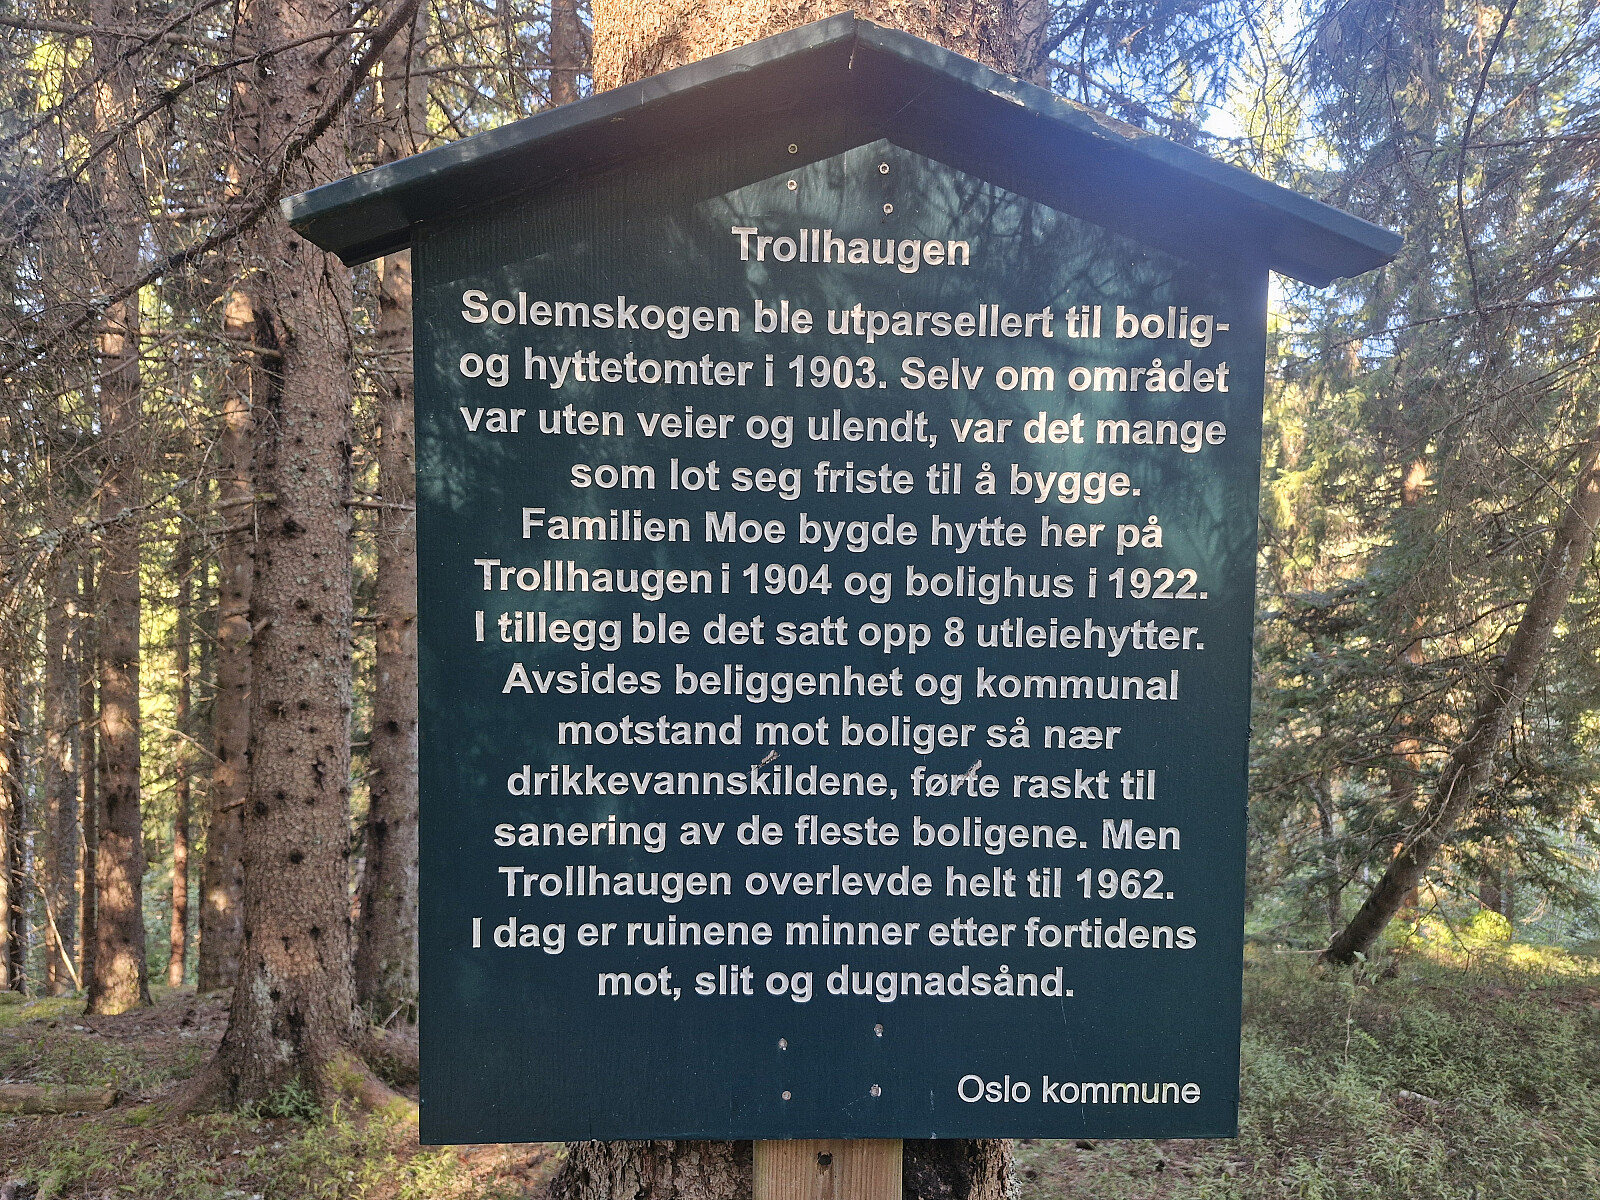 Trollhaugen
Solemskogen ble utparsellert til bolig-
og hyttetomter i 1903. Selv om området
var uten veier og ulendt, var det mange
som lot seg friste til å bygge.
Familien Moe bygde hytte her på
Trollhaugen i 1904 og bolighus i 1922.
I tillegg ble det satt opp 8 utleiehytter.
Avsides beliggenhet og kommunal
motstand mot boliger så nær
drikkevannskildene, førte raskt til
sanering av de fleste boligene. Men
Trollhaugen overlevde helt til 1962.
I dag er ruinene minner etter fortidens
mot, slit og dugnadsånd.
Oslo kommune